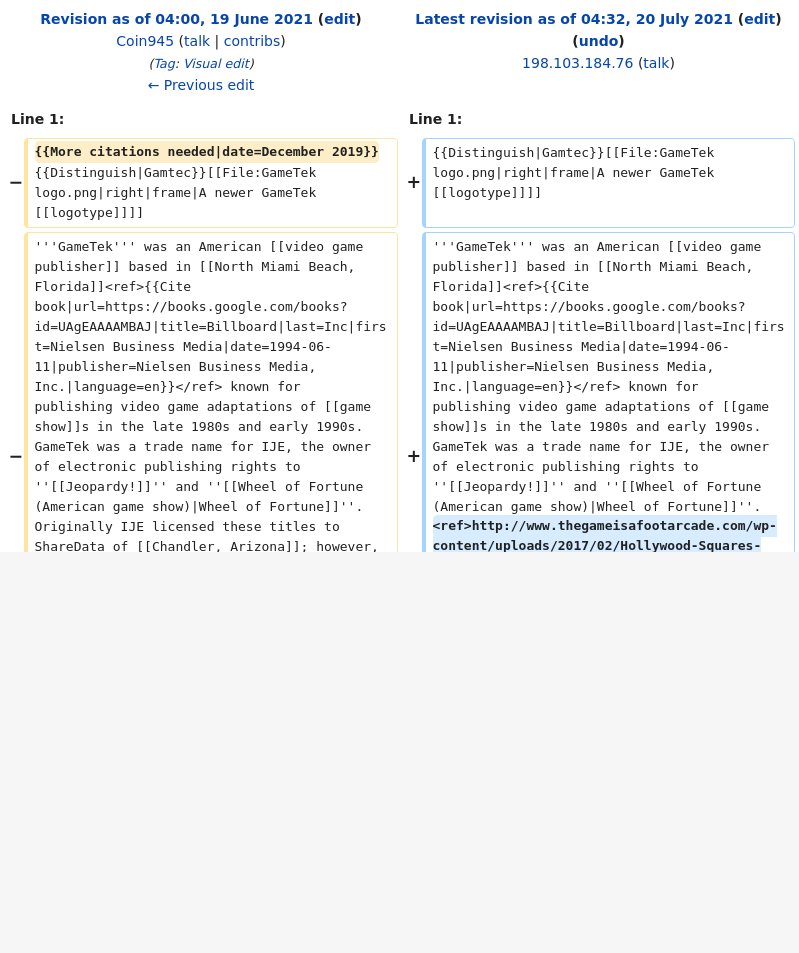 Revision as of 04:00, 19 June 2021 (edit)
Coin945 (talk | contribs)
(Tag: Visual edit)
← Previous edit
Latest revision as of 04:32, 20 July 2021 (edit)
(undo)
198.103.184.76 (talk)
Line 1:
Line 1:
−
{{More citations needed|date=December 2019}}
{{Distinguish|Gamtec}}[[File:GameTek
logo.png|right|frame|A newer GameTek
[[logotype]]]]
+
{{Distinguish|Gamtec}}[[File:GameTek
logo.png|right|frame|A newer GameTek
[[logotype]]]]
−
'''GameTek''' was an American [[video game
publisher]] based in [[North Miami Beach,
Florida]]<ref>{{Cite
book|url=https://books.google.com/books?
id=UAgEAAAAMBAJ|title=Billboard|last=Inc|firs
t=Nielsen Business Media|date=1994-06-
11|publisher=Nielsen Business Media,
Inc.|language=en}}</ref> known for
publishing video game adaptations of [[game
show]]s in the late 1980s and early 1990s.
GameTek was a trade name for IJE, the owner
of electronic publishing rights to
''[[Jeopardy!]]'' and ''[[Wheel of Fortune
(American game show)|Wheel of Fortune]]''.
Originally IJE licensed these titles to
ShareData of [[Chandler, Arizona]]; however,
+
'''GameTek''' was an American [[video game
publisher]] based in [[North Miami Beach,
Florida]]<ref>{{Cite
book|url=https://books.google.com/books?
id=UAgEAAAAMBAJ|title=Billboard|last=Inc|firs
t=Nielsen Business Media|date=1994-06-
11|publisher=Nielsen Business Media,
Inc.|language=en}}</ref> known for
publishing video game adaptations of [[game
show]]s in the late 1980s and early 1990s.
GameTek was a trade name for IJE, the owner
of electronic publishing rights to
''[[Jeopardy!]]'' and ''[[Wheel of Fortune
(American game show)|Wheel of Fortune]]''.
<ref>http://www.thegameisafootarcade.com/wp-
content/uploads/2017/02/Hollywood-Squares-